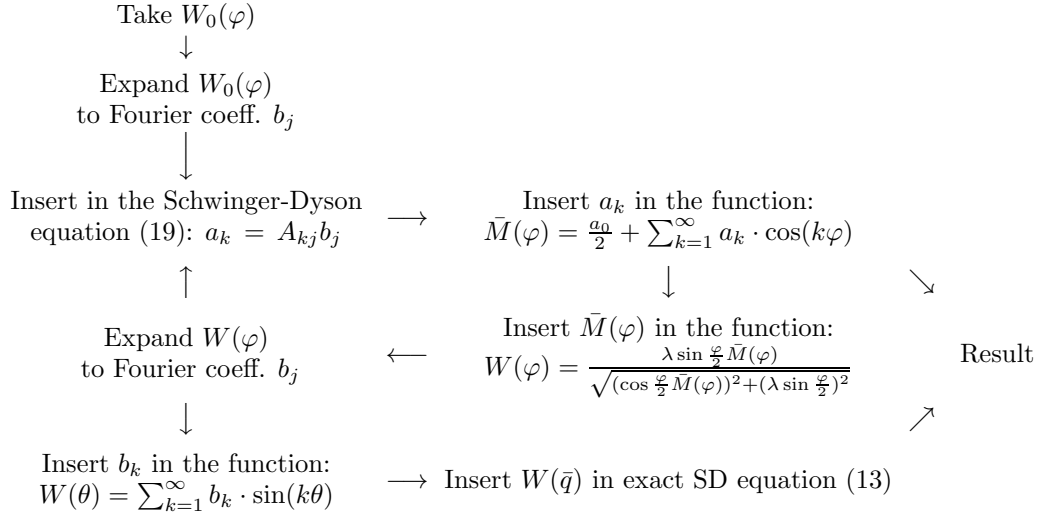 Take $W_0(\varphi)$
↓
Expand $W_0(\varphi)$
to Fourier coeff. $b_j$
↓
Insert in the Schwinger-Dyson
equation (19): $a_k = A_{kj} b_j$
⟶
Insert $a_k$ in the function:
$\bar{M}(\varphi) = \frac{a_0}{2} + \sum_{k=1}^{\infty} a_k \cdot \cos(k\varphi)$
↑
↓
↘
Expand $W(\varphi)$
to Fourier coeff. $b_j$
⟵
Insert $\bar{M}(\varphi)$ in the function:
$W(\varphi) = \frac{\lambda \sin \frac{\varphi}{2} \bar{M}(\varphi)}{\sqrt{(\cos \frac{\varphi}{2} \bar{M}(\varphi))^2 + (\lambda \sin \frac{\varphi}{2})^2}}$
Result
↓
↗
Insert $b_k$ in the function:
$W(\theta) = \sum_{k=1}^{\infty} b_k \cdot \sin(k\theta)$
⟶ Insert $W(\bar{q})$ in exact SD equation (13)